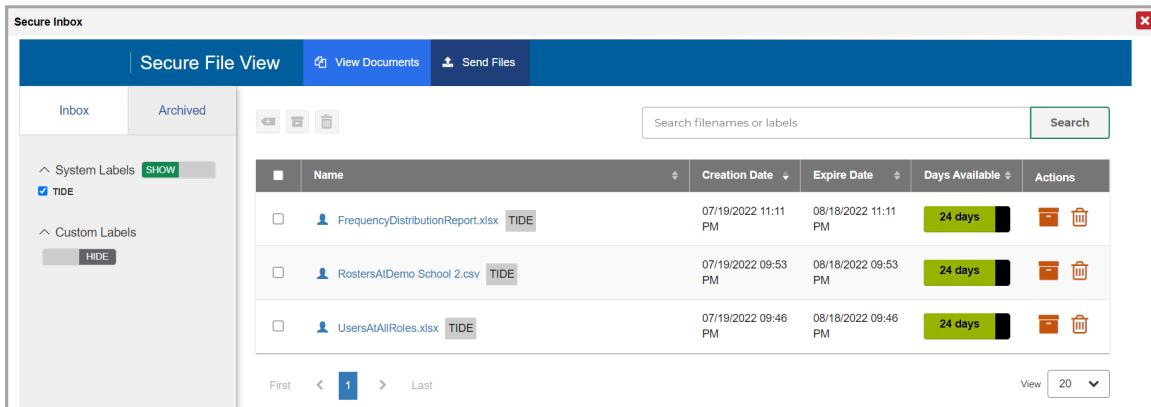 Secure Inbox
Secure File View View Documents Send Files
Inbox Archived
Search filenames or labels Search
System Labels SHOW
TIDE
Custom Labels
HIDE
Name Creation Date Expire Date Days Available Actions
FrequencyDistributionReport.xlsx TIDE 07/19/2022 11:11 PM 08/18/2022 11:11 PM 24 days
RostersAtDemo School 2.csv TIDE 07/19/2022 09:53 PM 08/18/2022 09:53 PM 24 days
UsersAtAllRoles.xlsx TIDE 07/19/2022 09:46 PM 08/18/2022 09:46 PM 24 days
First 1 Last View 20